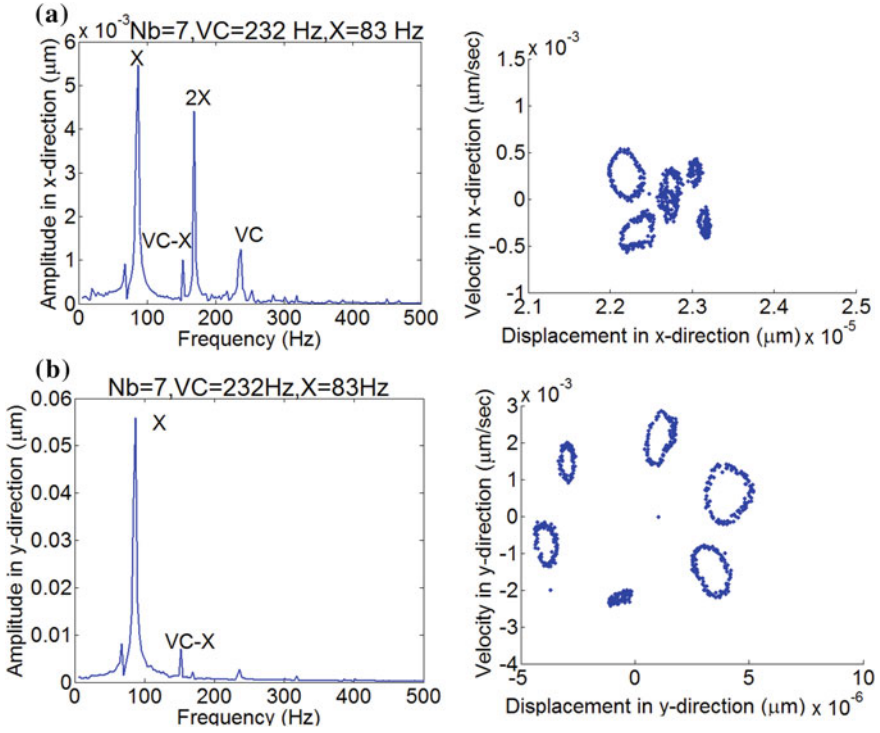 (a)
Nb=7,VC=232 Hz,X=83 Hz
× 10⁻³
6
5
4
3
2
1
0
X
2X
VC-X
VC
0 100 200 300 400 500
Frequency (Hz)
Amplitude in x-direction (μm)
x 10⁻³
1.5
1
0.5
0
-0.5
-1
2.1 2.2 2.3 2.4 2.5
Displacement in x-direction (μm) x 10⁻⁵
Velocity in x-direction (μm/sec)
(b)
Nb=7,VC=232Hz,X=83Hz
0.06
0.05
0.04
0.03
0.02
0.01
0
X
VC-X
0 100 200 300 400 500
Frequency (Hz)
Amplitude in y-direction (μm)
x 10⁻³
3
2
1
0
-1
-2
-3
-4
-5 0 5 10
Displacement in y-direction (μm) x 10⁻⁶
Velocity in y-direction (μm/sec)